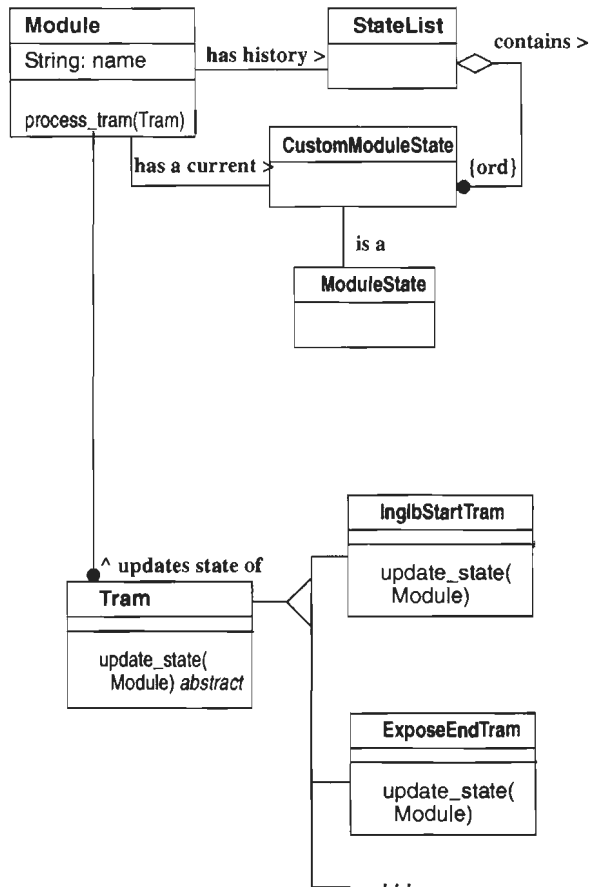 Module
StateList
String: name
has history >
contains >
process_tram(Tram)
CustomModuleState
has a current >
{ord}
is a
ModuleState
InglbStartTram
update_state(
Module)
^ updates state of
Tram
update_state(
Module) abstract
ExposeEndTram
update_state(
Module)
. . .